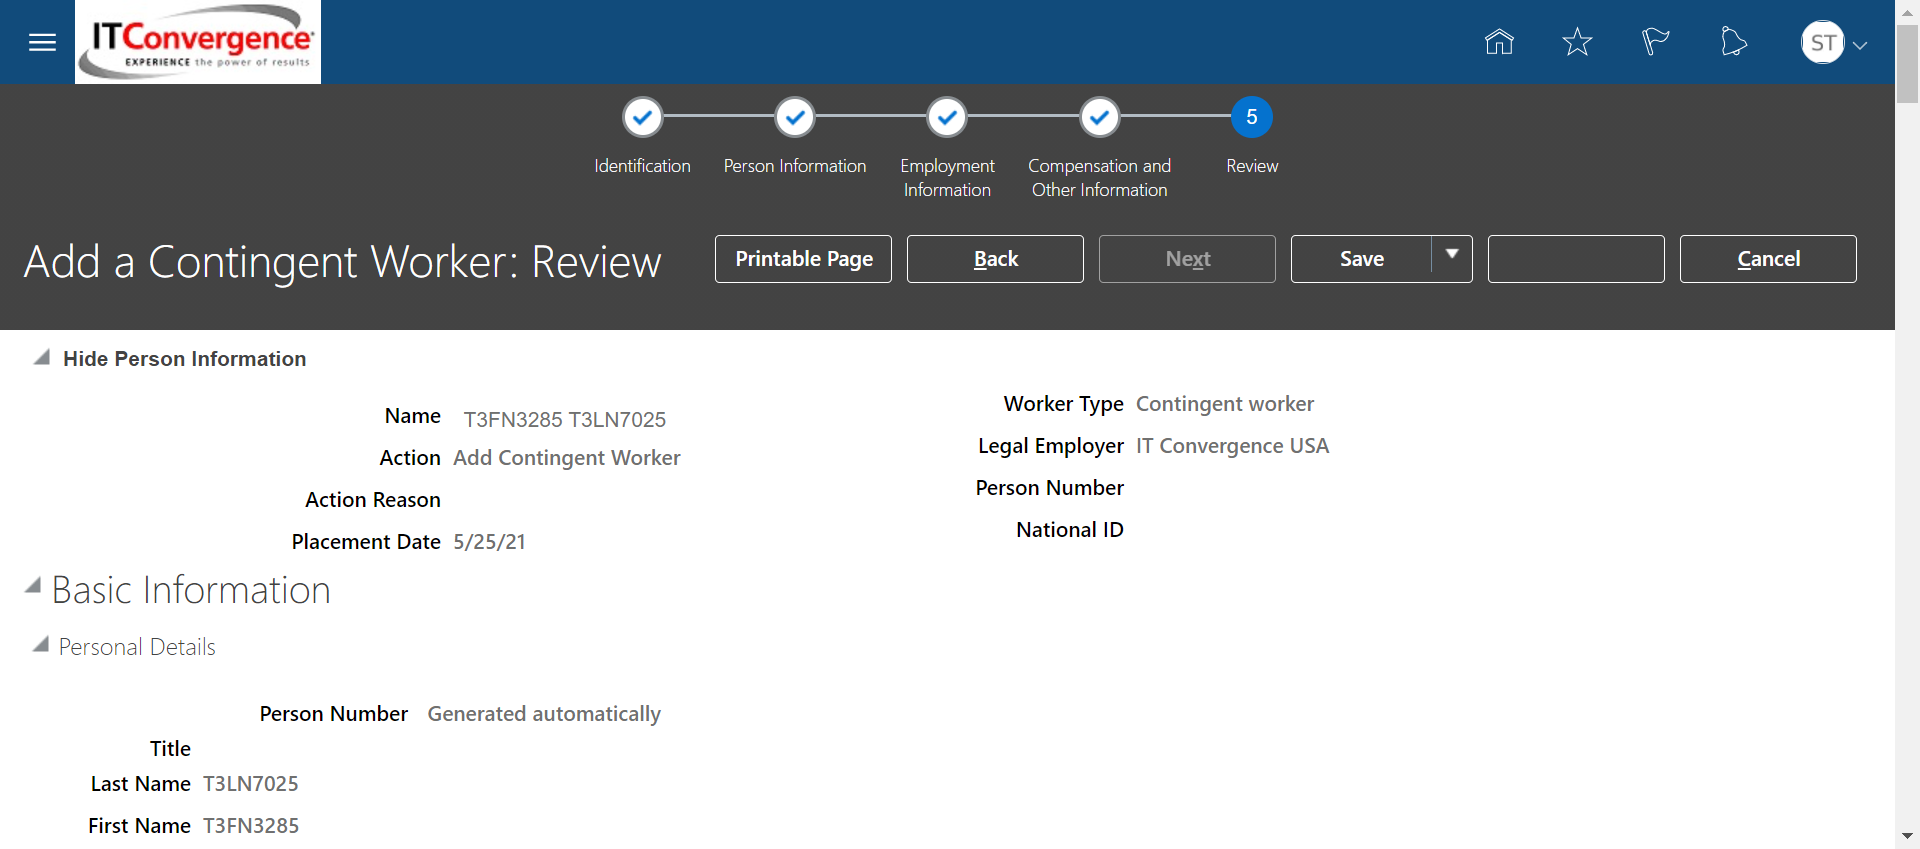 ITConvergence
EXPERIENCE the power of results
ST
5
Identification
Person Information
Employment
Information
Compensation and
Other Information
Review
Add a Contingent Worker: Review
Printable Page
Back
Next
Save
Cancel
Hide Person Information
Name T3FN3285 T3LN7025
Action Add Contingent Worker
Action Reason
Placement Date 5/25/21
Worker Type Contingent worker
Legal Employer IT Convergence USA
Person Number
National ID
Basic Information
Personal Details
Person Number Generated automatically
Title
Last Name T3LN7025
First Name T3FN3285